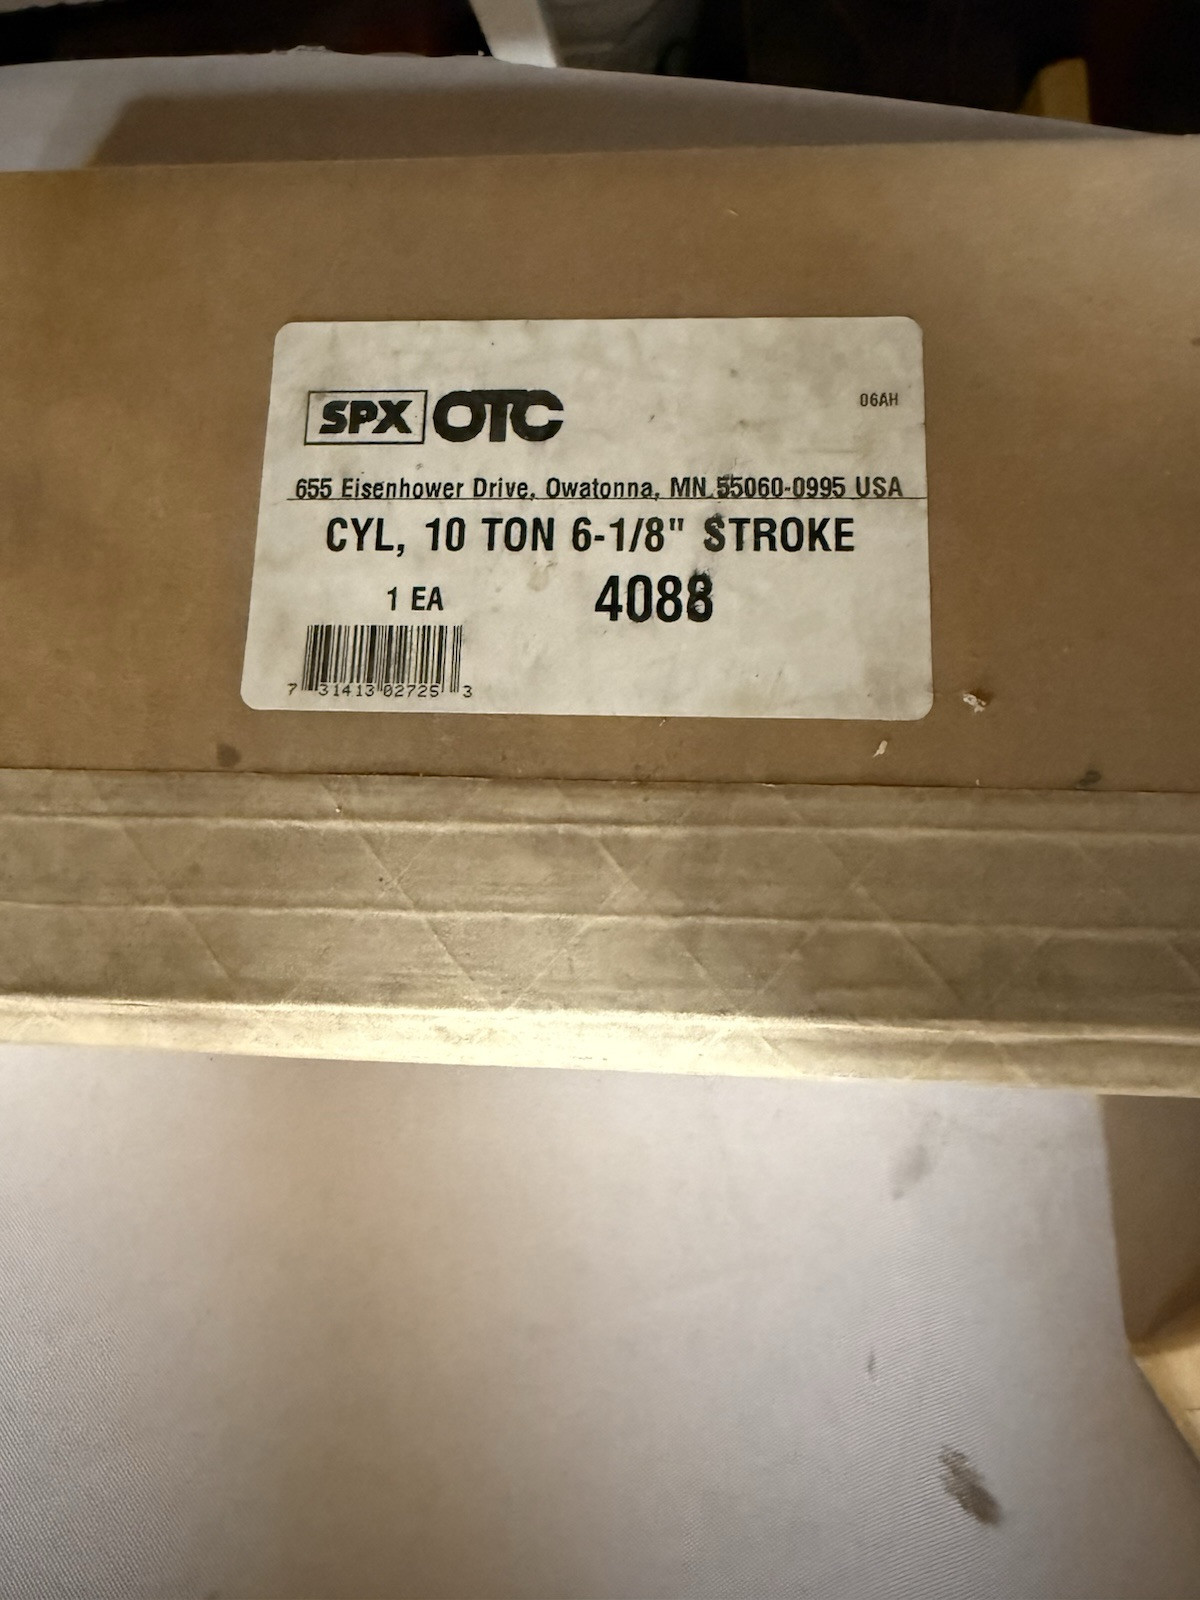 SPX OTC
06AH
655 Eisenhower Drive, Owatonna, MN 55060-0995 USA
CYL, 10 TON 6-1/8" STROKE
1 EA 4088
7 31413 02725 3